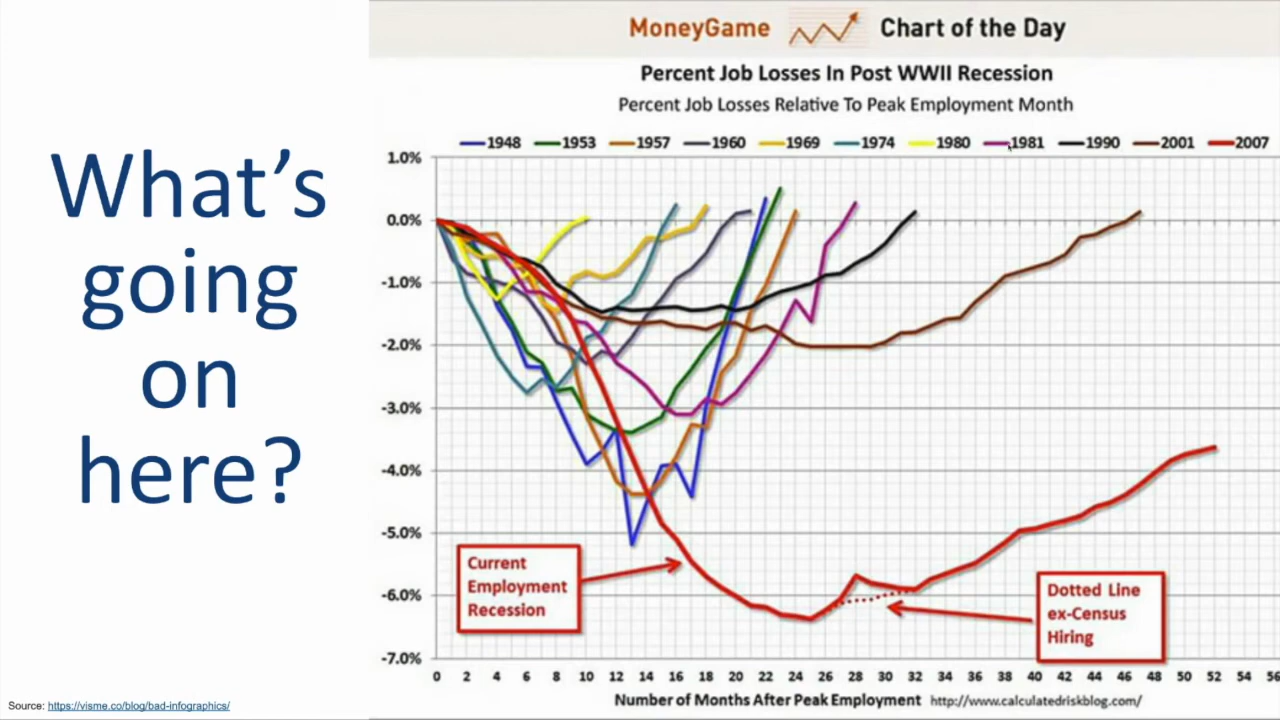 What's
going
on
here?
Source: https://visme.co/blog/bad-infographics/
MoneyGame Chart of the Day
Percent Job Losses In Post WWII Recession
Percent Job Losses Relative To Peak Employment Month
1948 1953 1957 1960 1969 1974 1980 1981 1990 2001 2007
1.0%
0.0%
-1.0%
-2.0%
-3.0%
-4.0%
-5.0%
-6.0%
-7.0%
Current
Employment
Recession
Dotted Line
ex-Census
Hiring
0 2 4 6 8 10 12 14 16 18 20 22 24 26 28 30 32 34 36 38 40 42 44 46 48 50 52 54 56
Number of Months After Peak Employment http://www.calculatedriskblog.com/